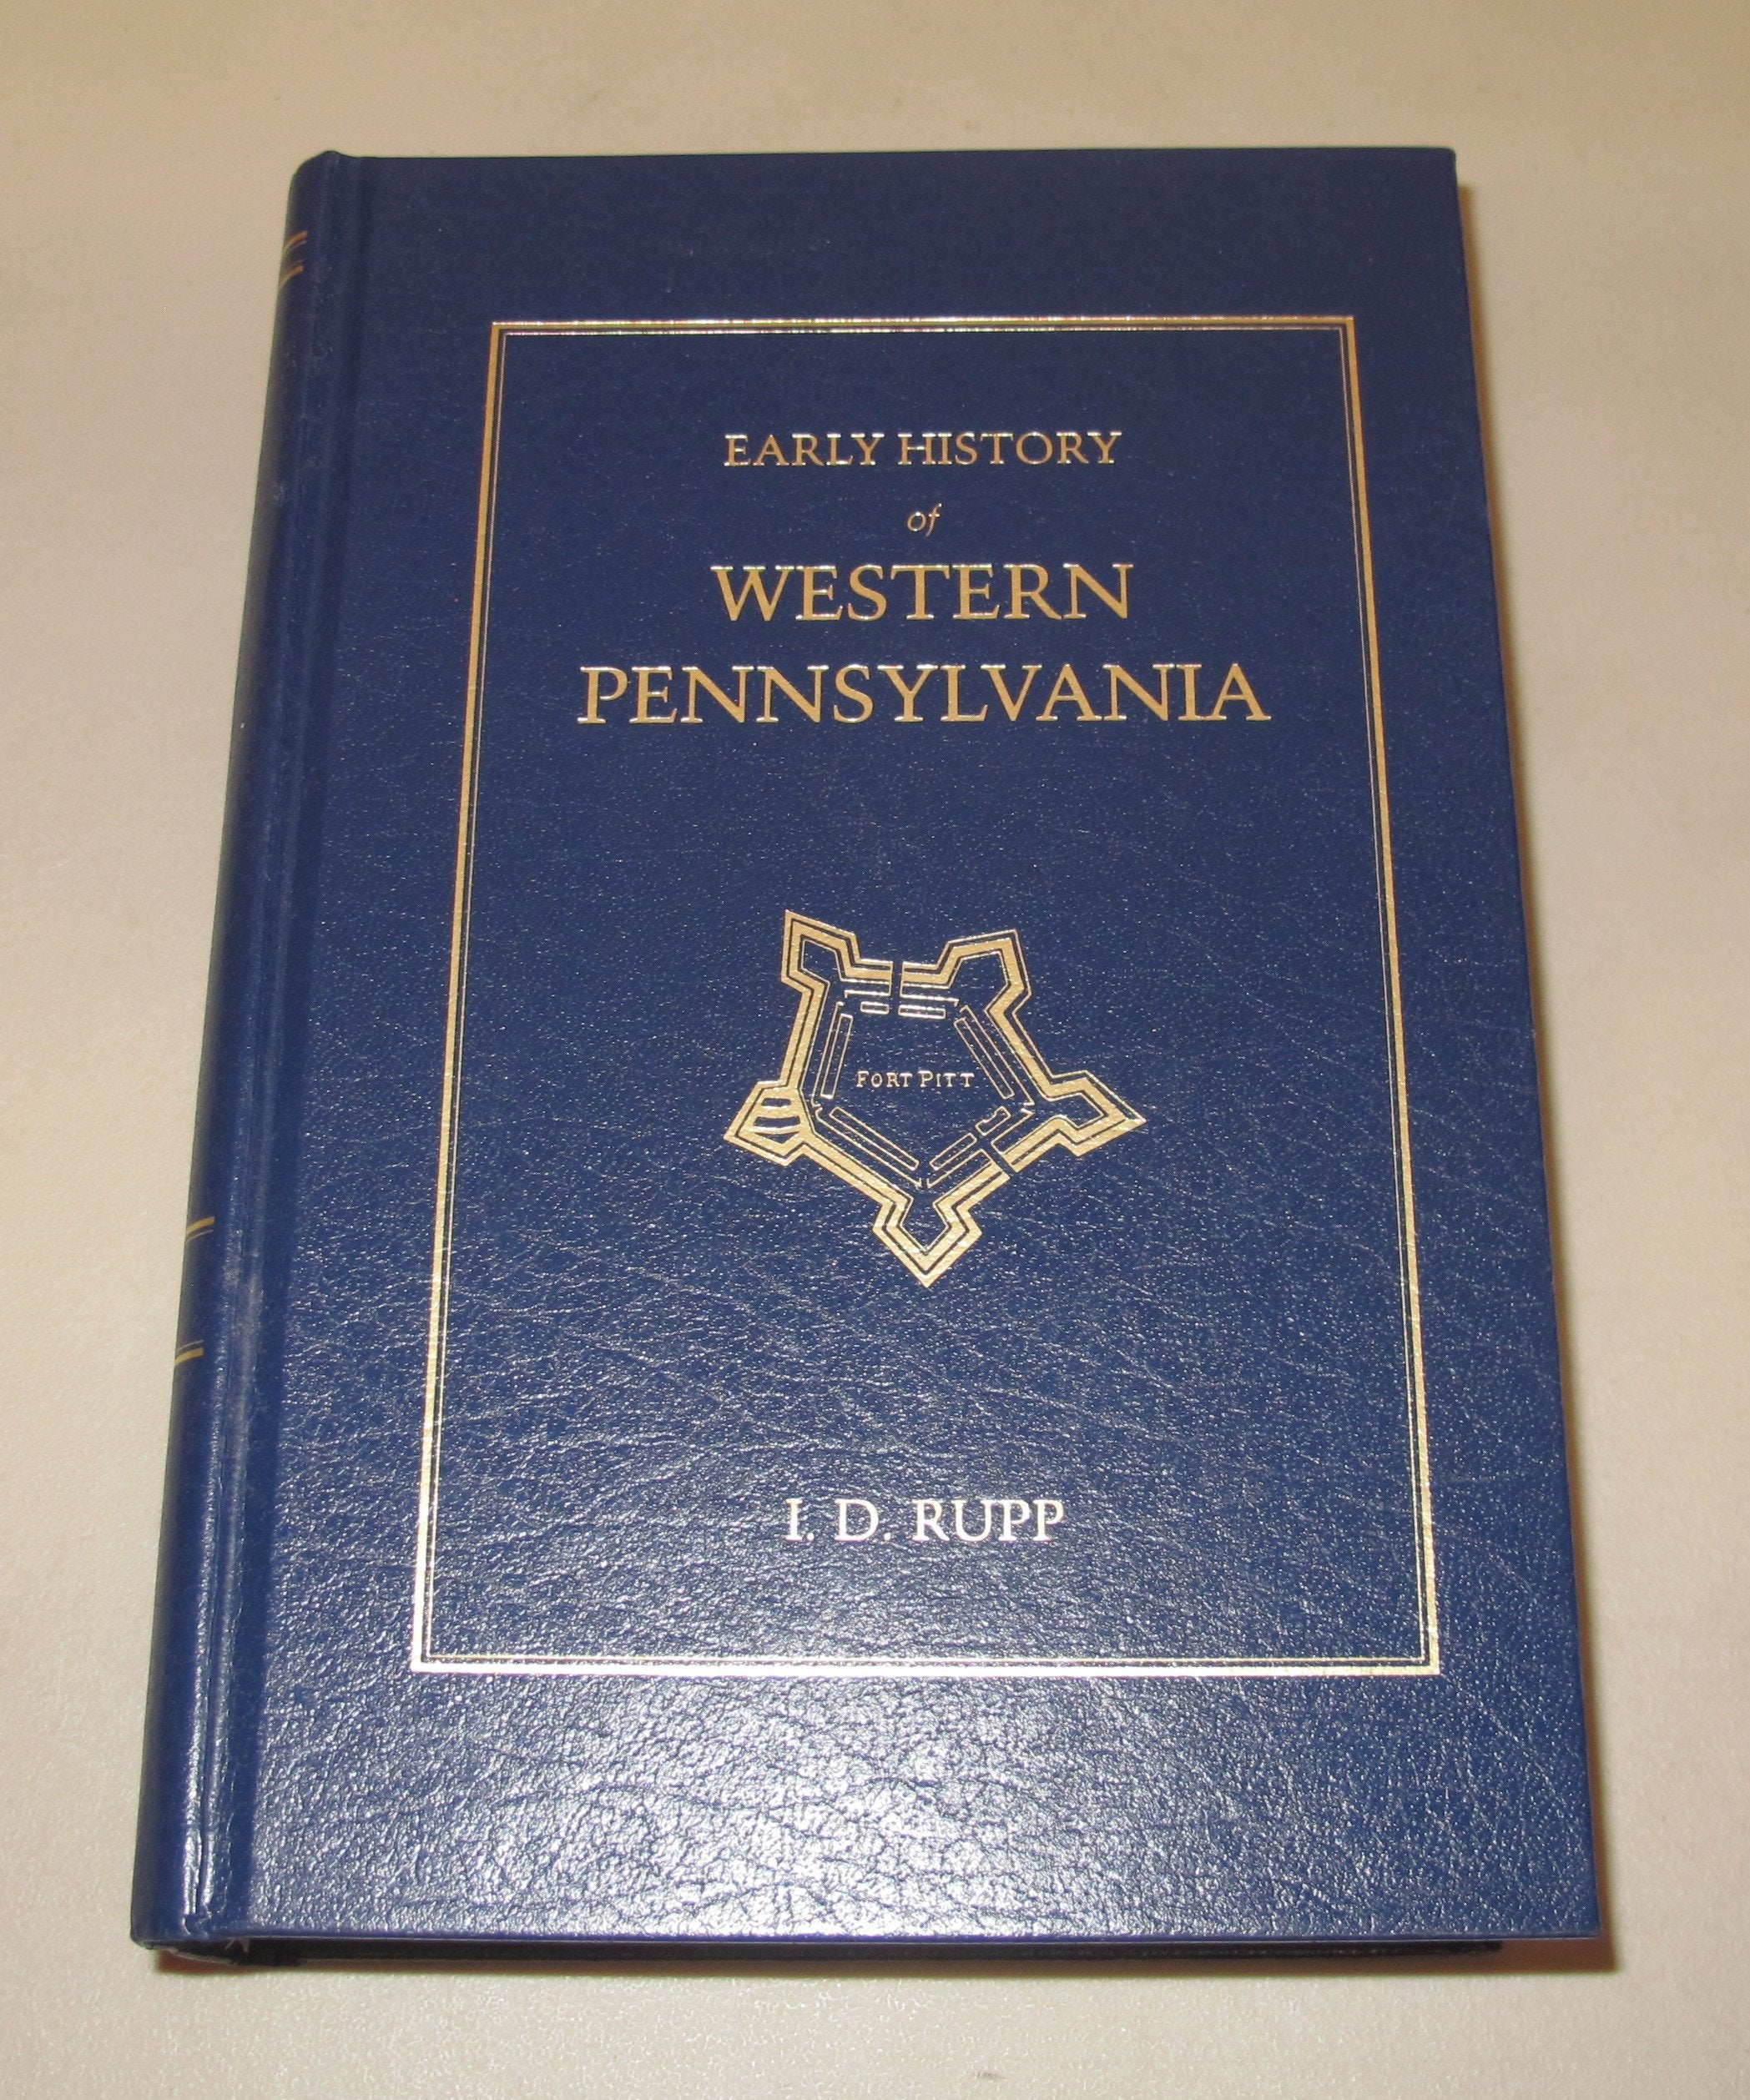 EARLY HISTORY
of
WESTERN
PENNSYLVANIA
FORT PITT
I. D. RUPP